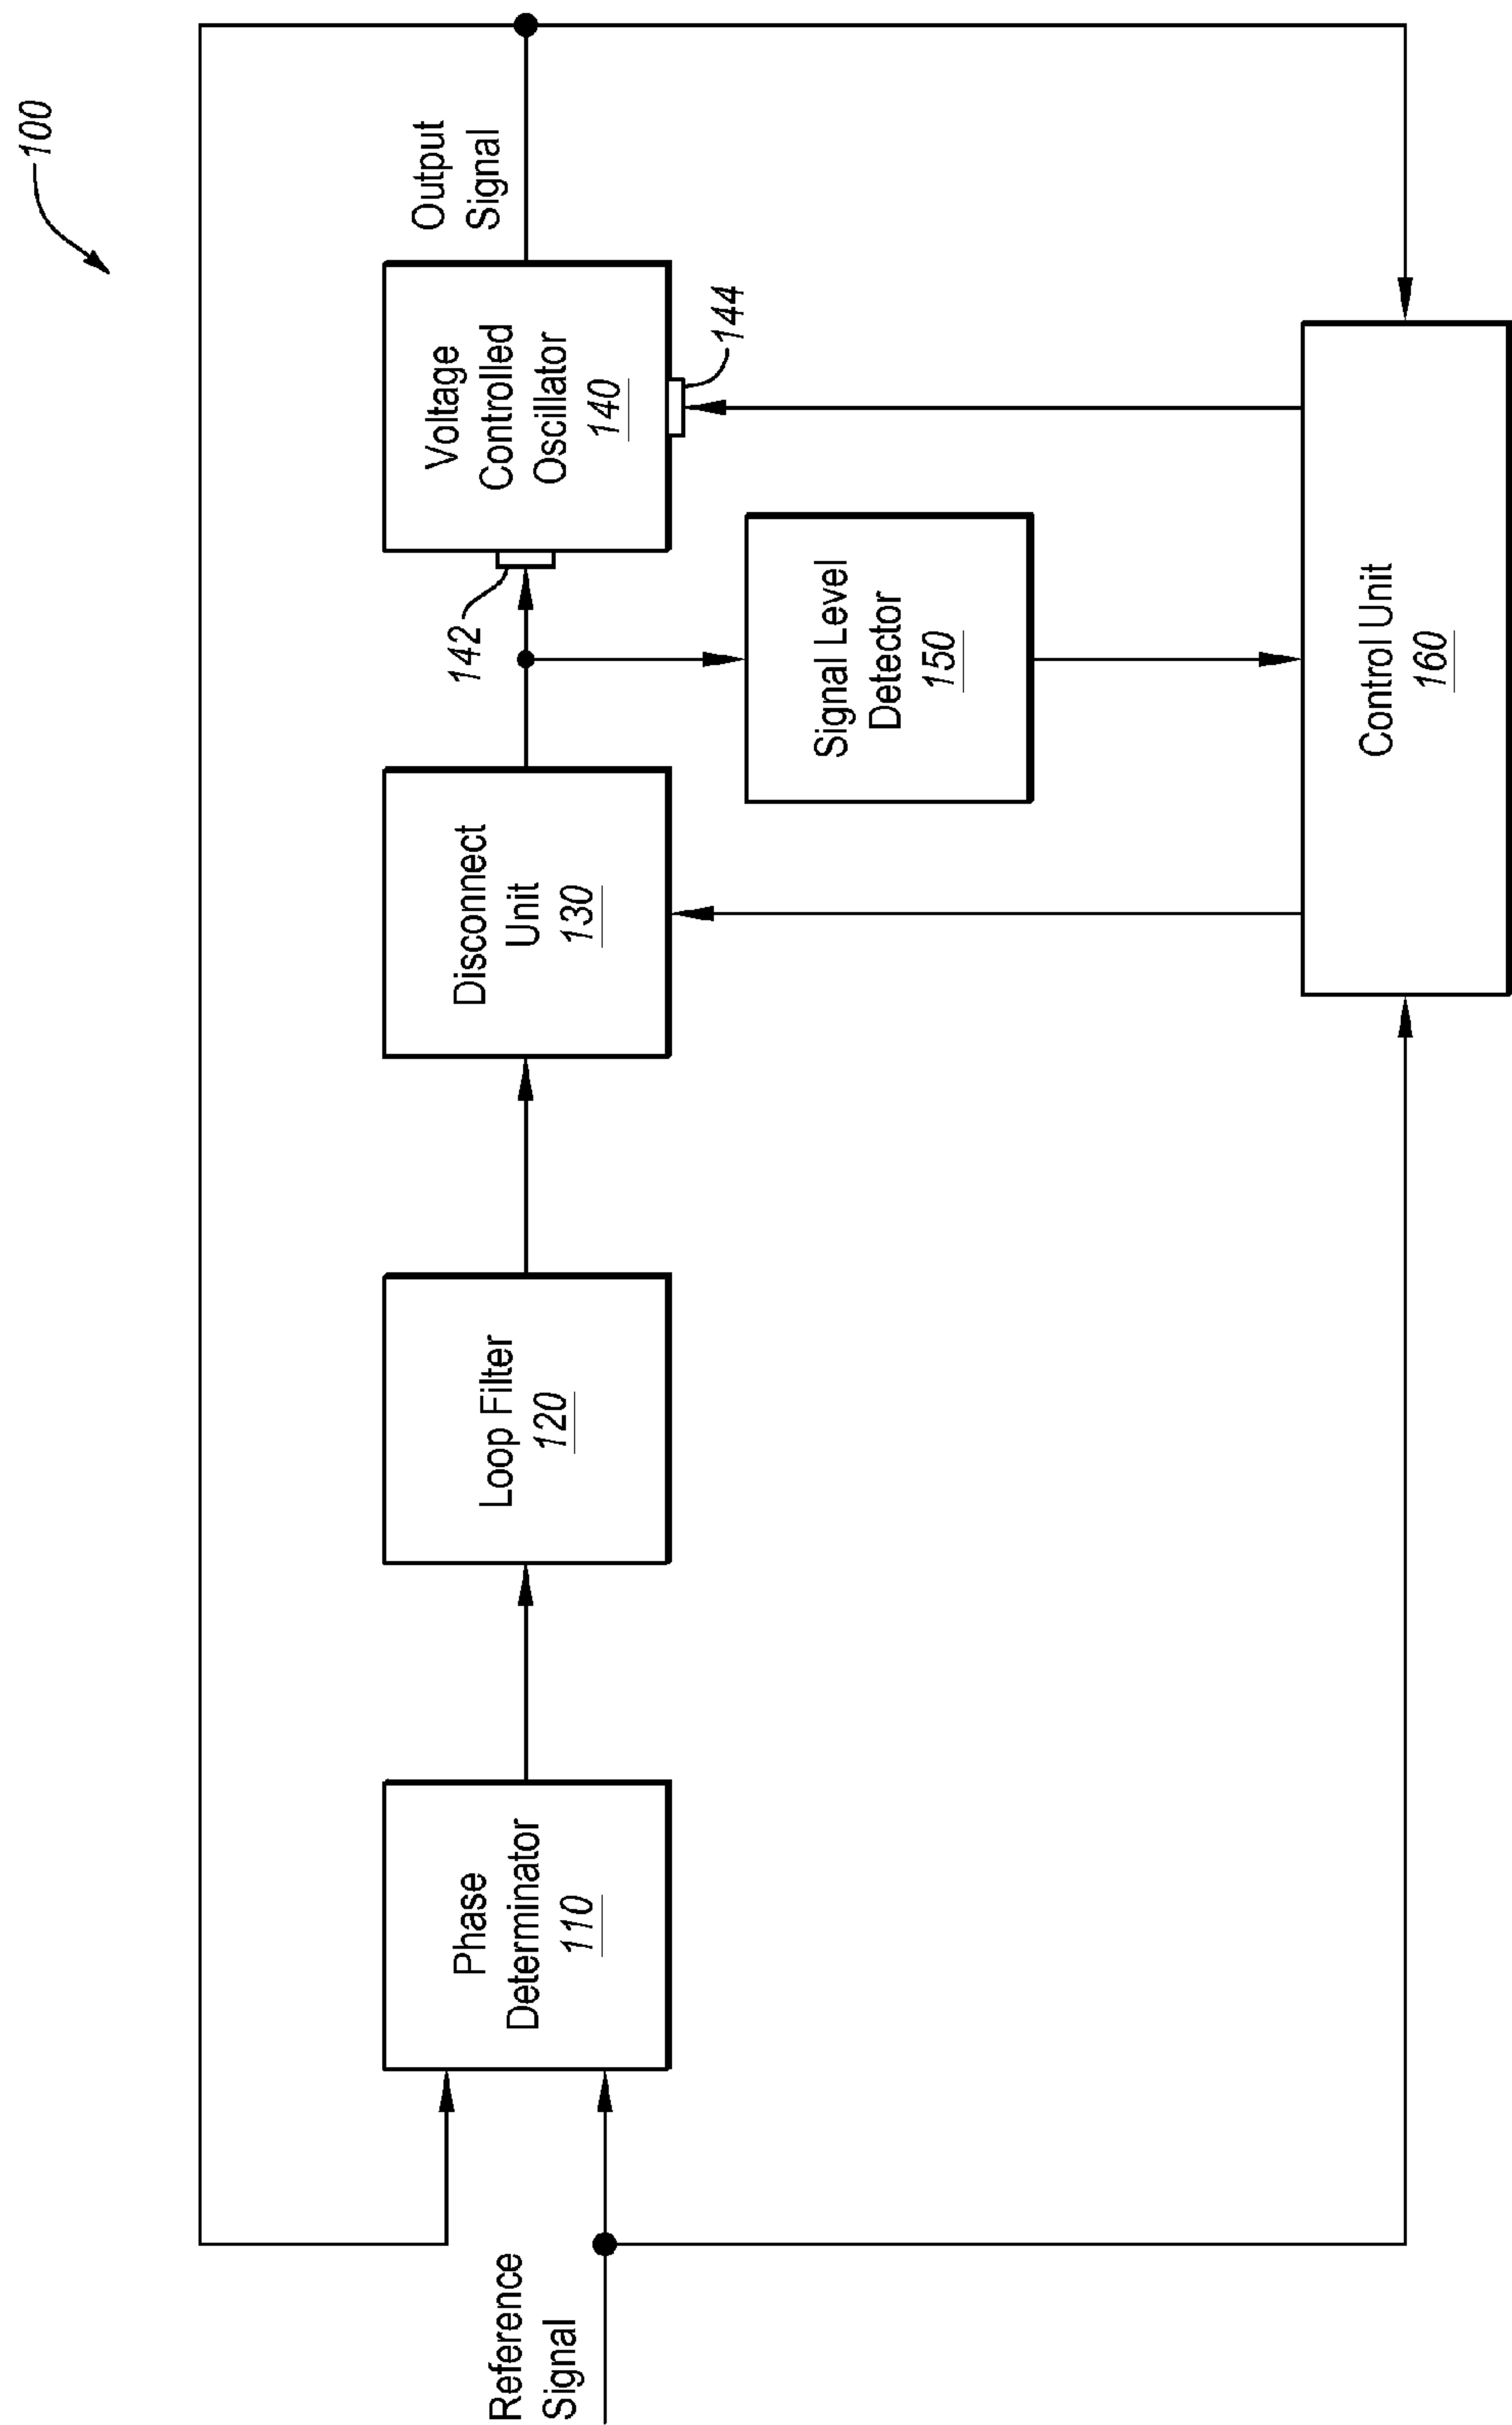 100
Output
Signal
Voltage
Controlled
Oscillator
140
144
142
Signal Level
Detector
150
Control Unit
160
Disconnect
Unit
130
Loop Filter
120
Phase
Determinator
110
Reference
Signal